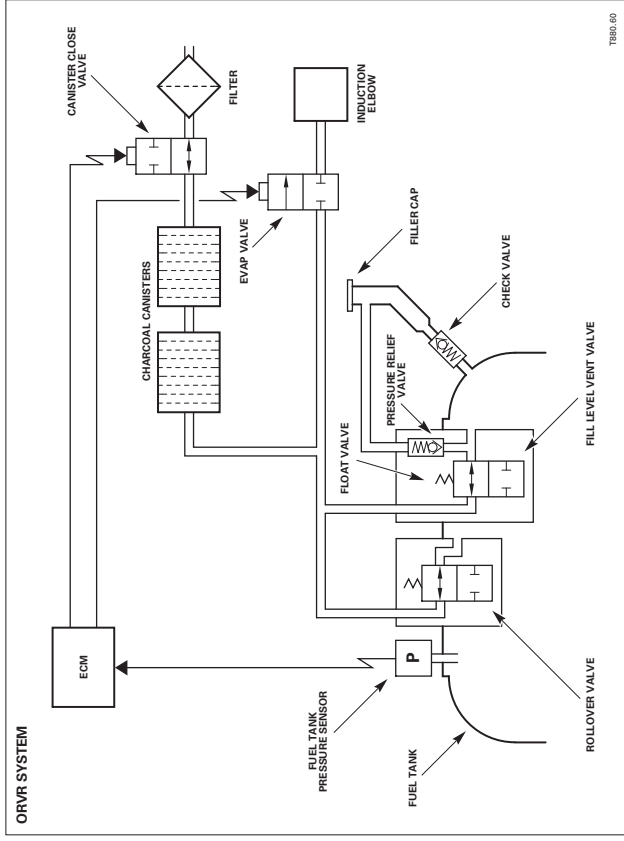 ORVR SYSTEM
ECM
CANISTER CLOSE
VALVE
FILTER
CHARCOAL CANISTERS
EVAP VALVE
INDUCTION
ELBOW
FILLER CAP
CHECK VALVE
PRESSURE RELIEF
VALVE
FLOAT VALVE
FILL LEVEL VENT VALVE
P
FUEL TANK
PRESSURE SENSOR
FUEL TANK
ROLLOVER VALVE
T880.60